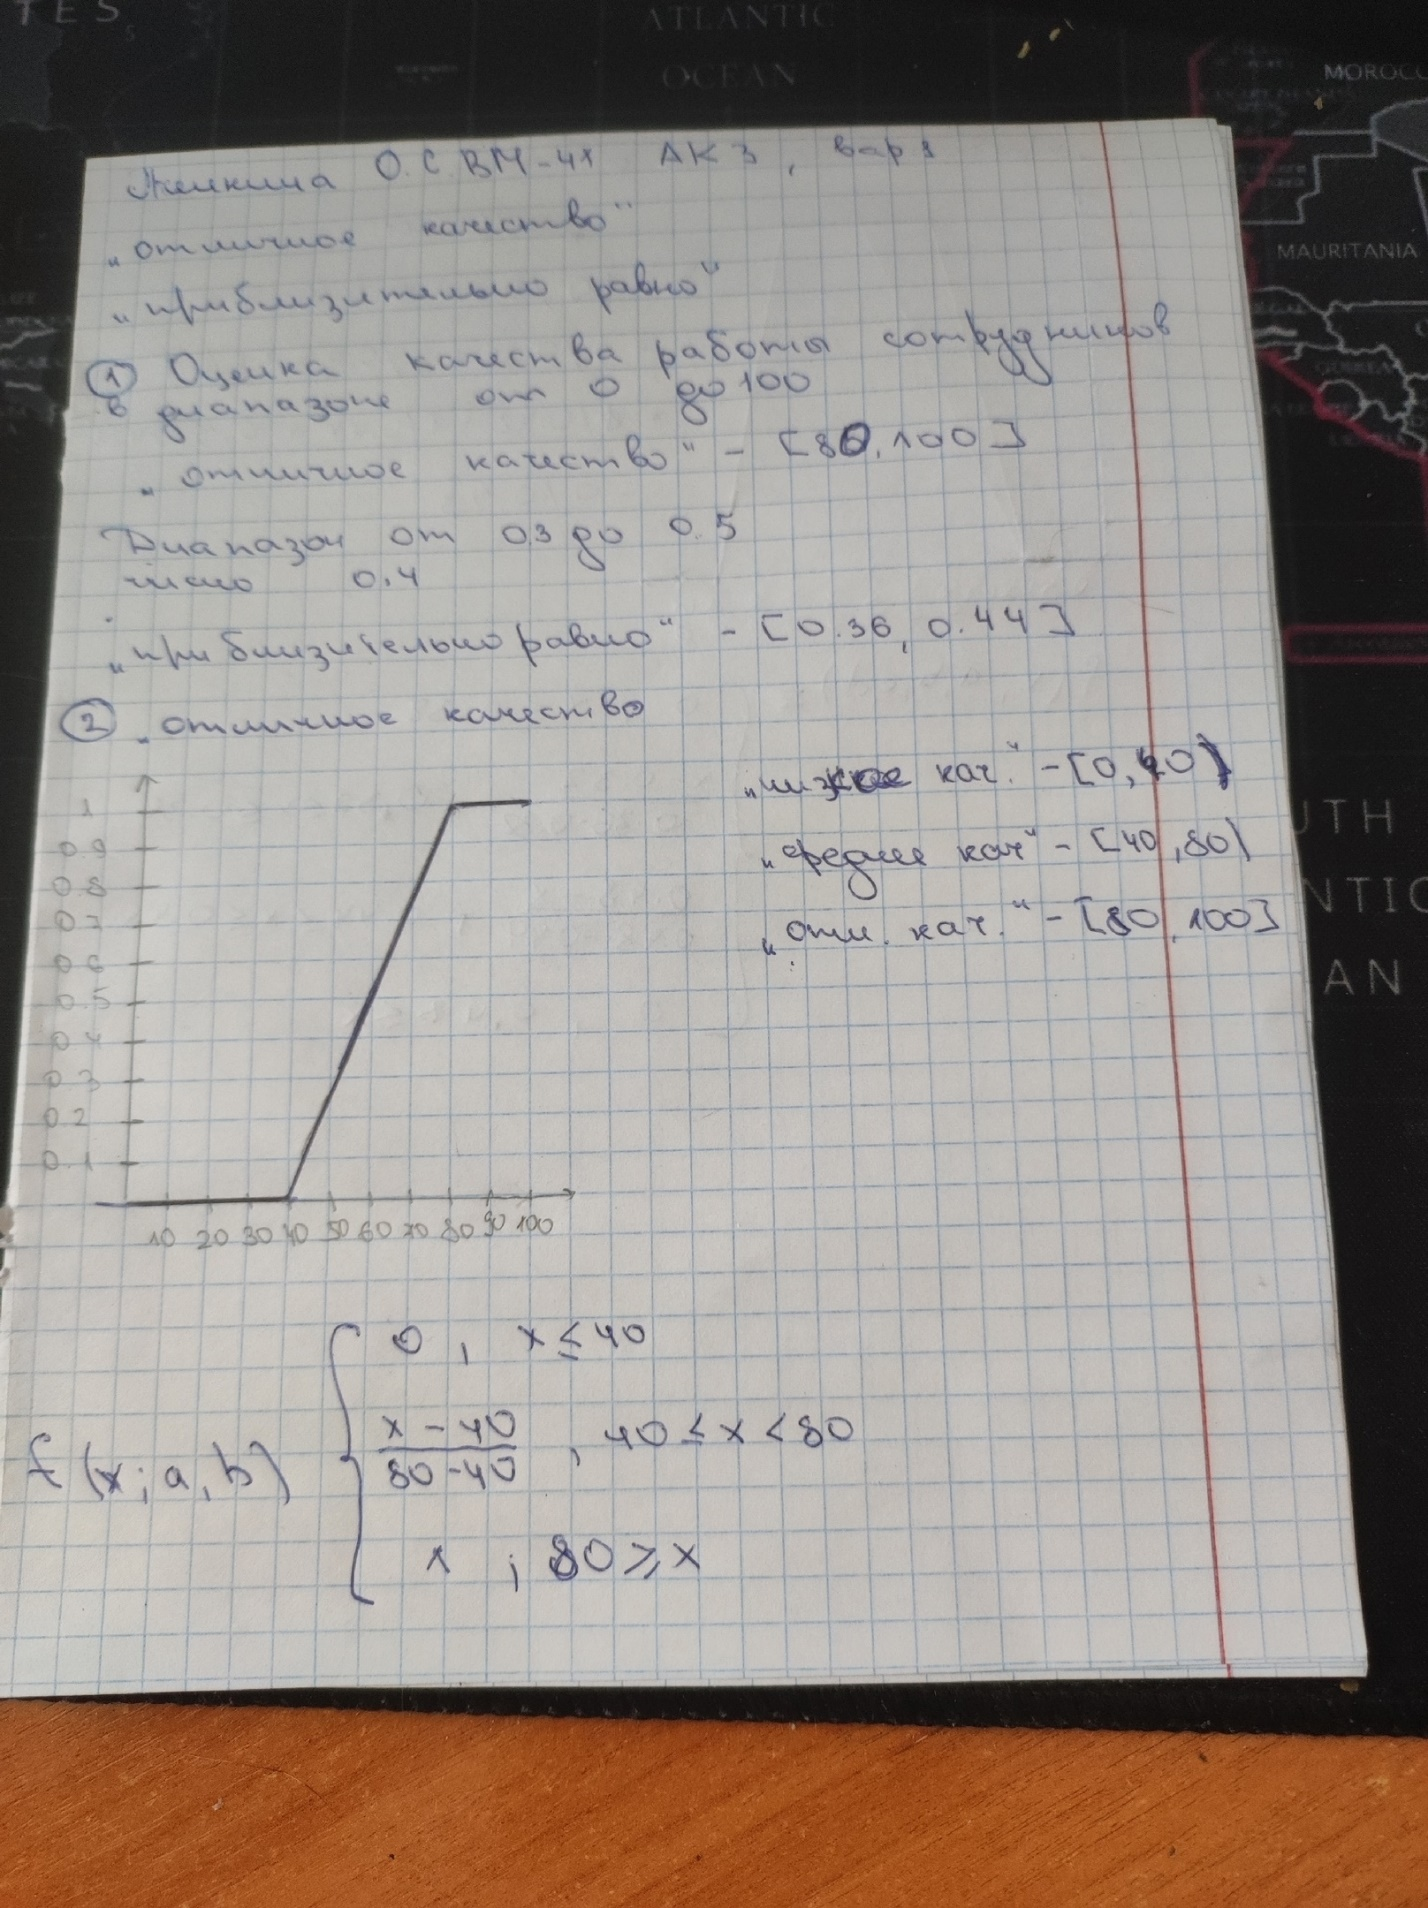 TES
ATLANTIC
OCEAN
MOROCC
MAURITANIA
О.С ВМ-41 АК 3, вар 1
„отличное качество"
„приблизительно равно"
① Оценка качества работы сотрудников
в диапазоне от 0 до 100
„отличное качество" - [80, 100]
Диапазон от 0.3 до 0.5
число 0.4
„приблизительно равно" - [0.36, 0.44]
② „отличное качество
„низкое кач." - [0, 40)
„средне кач" - [40, 80)
„отл. кач." - [80, 100]
1
0.9
0.8
0.7
0.6
0.5
0.4
0.3
0.2
0.1
10 20 30 40 50 60 70 80 90 100
UTH
NTIC
AN
0, x ≤ 40
f(x; a, b) { x - 40 / 80 - 40, 40 ≤ x < 80
1, 80 ≥ x